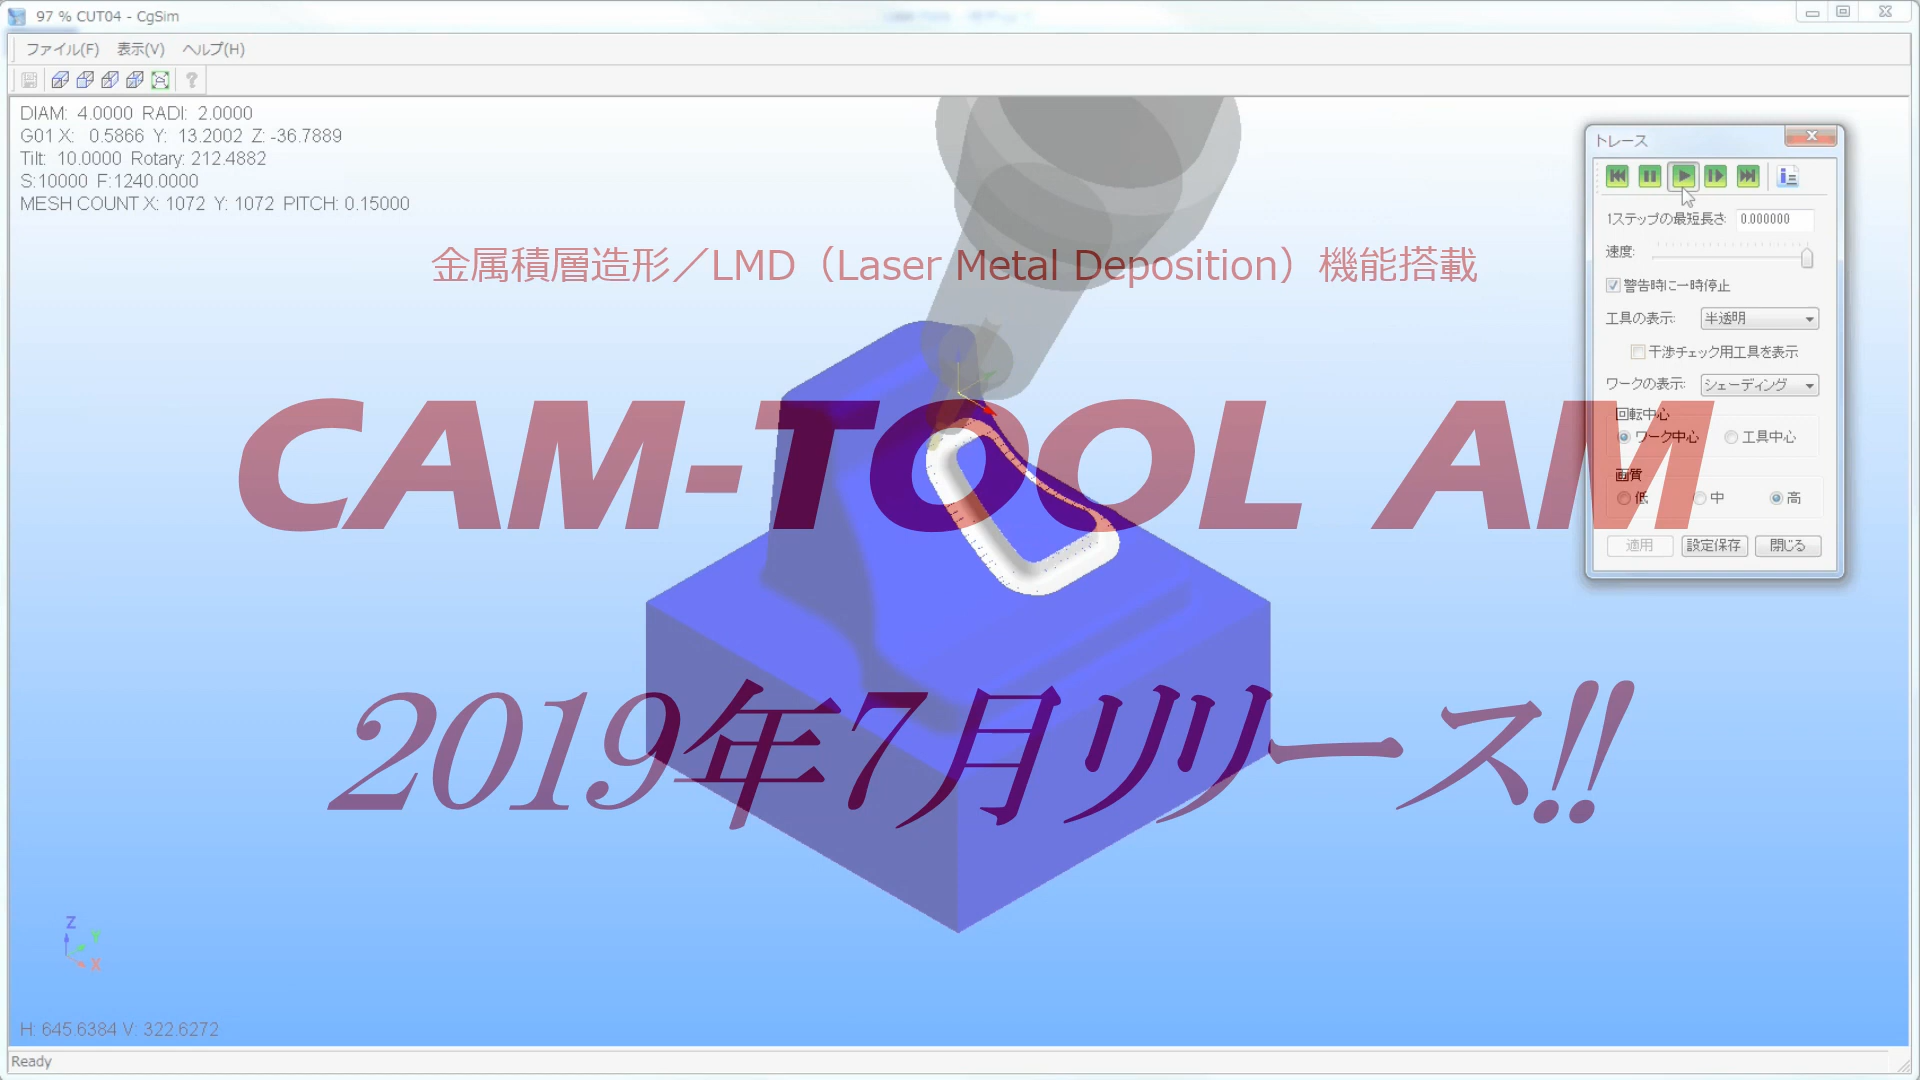 97 % CUT04 - CgSim
ファイル(F) 表示(V) ヘルプ(H)
DIAM: 4.0000 RADI: 2.0000
G01 X: 0.5866 Y: 13.2002 Z: -36.7889
Tilt: 10.0000 Rotary: 212.4882
S:10000 F:1240.0000
MESH COUNT X: 1072 Y: 1072 PITCH: 0.15000
金属積層造形／LMD（Laser Metal Deposition）機能搭載
CAM-TOOL AM
2019年7月リリース!!
トレース
1ステップの最短長さ: 0.000000
速度:
警告時に一時停止
工具の表示: 半透明
干渉チェック用工具を表示
ワークの表示: シェーディング
回転中心
ワーク中心 工具中心
画質
低 中 高
適用 設定保存 閉じる
Z
Y
X
H: 645.6384 V: 322.6272
Ready